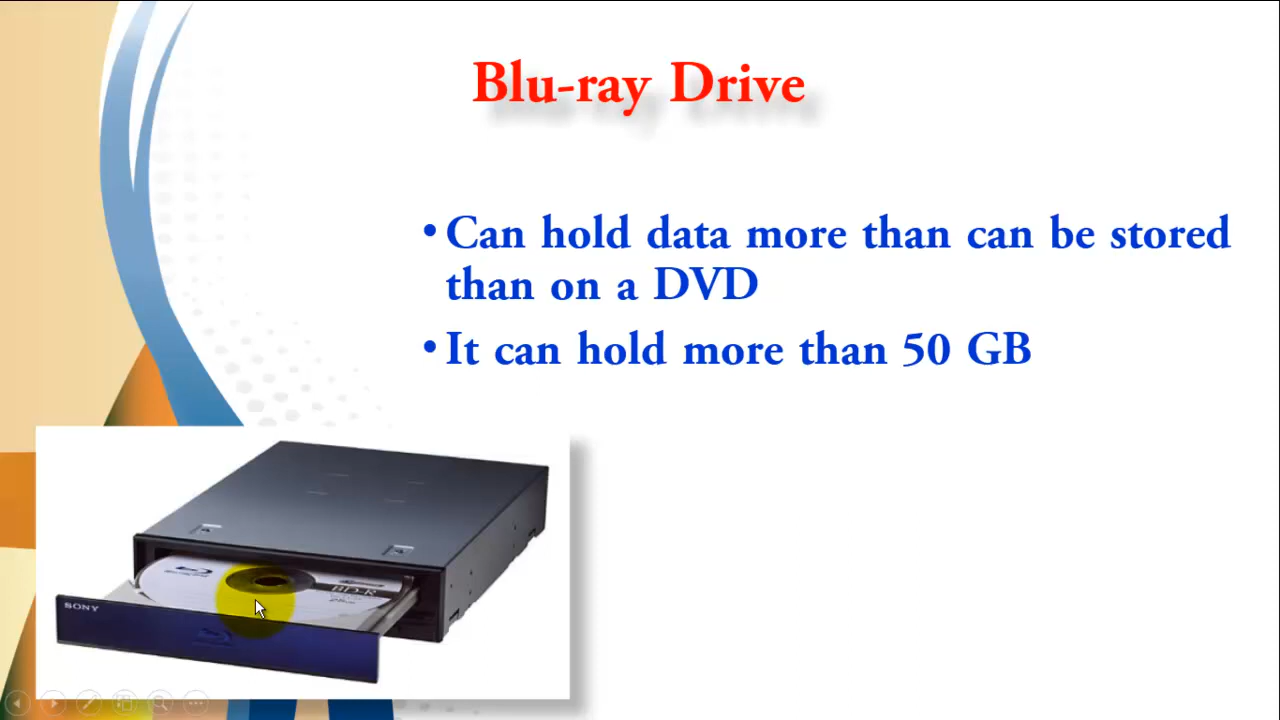 Blu-ray Drive
• Can hold data more than can be stored
than on a DVD
• It can hold more than 50 GB
SONY
BD-R